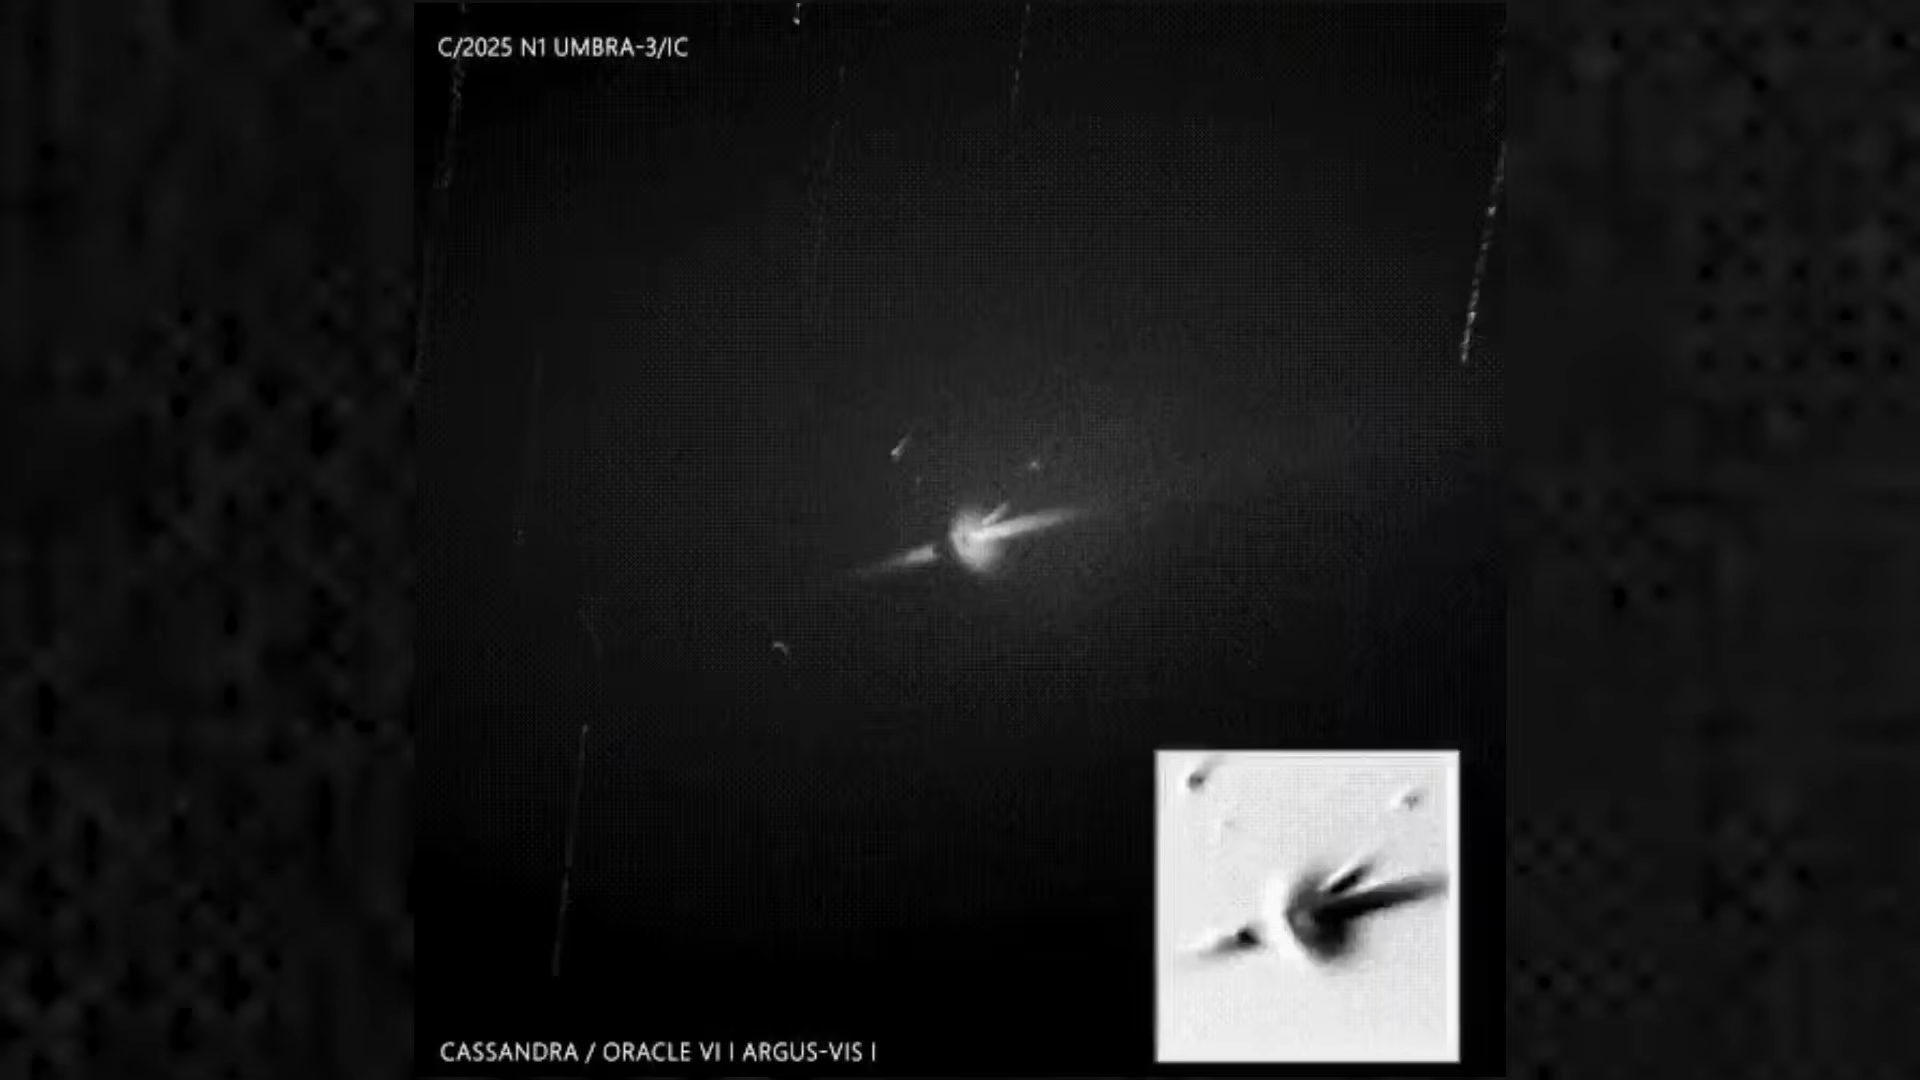 C/2025 N1 UMBRA-3/IC
CASSANDRA / ORACLE VI | ARGUS-VIS |